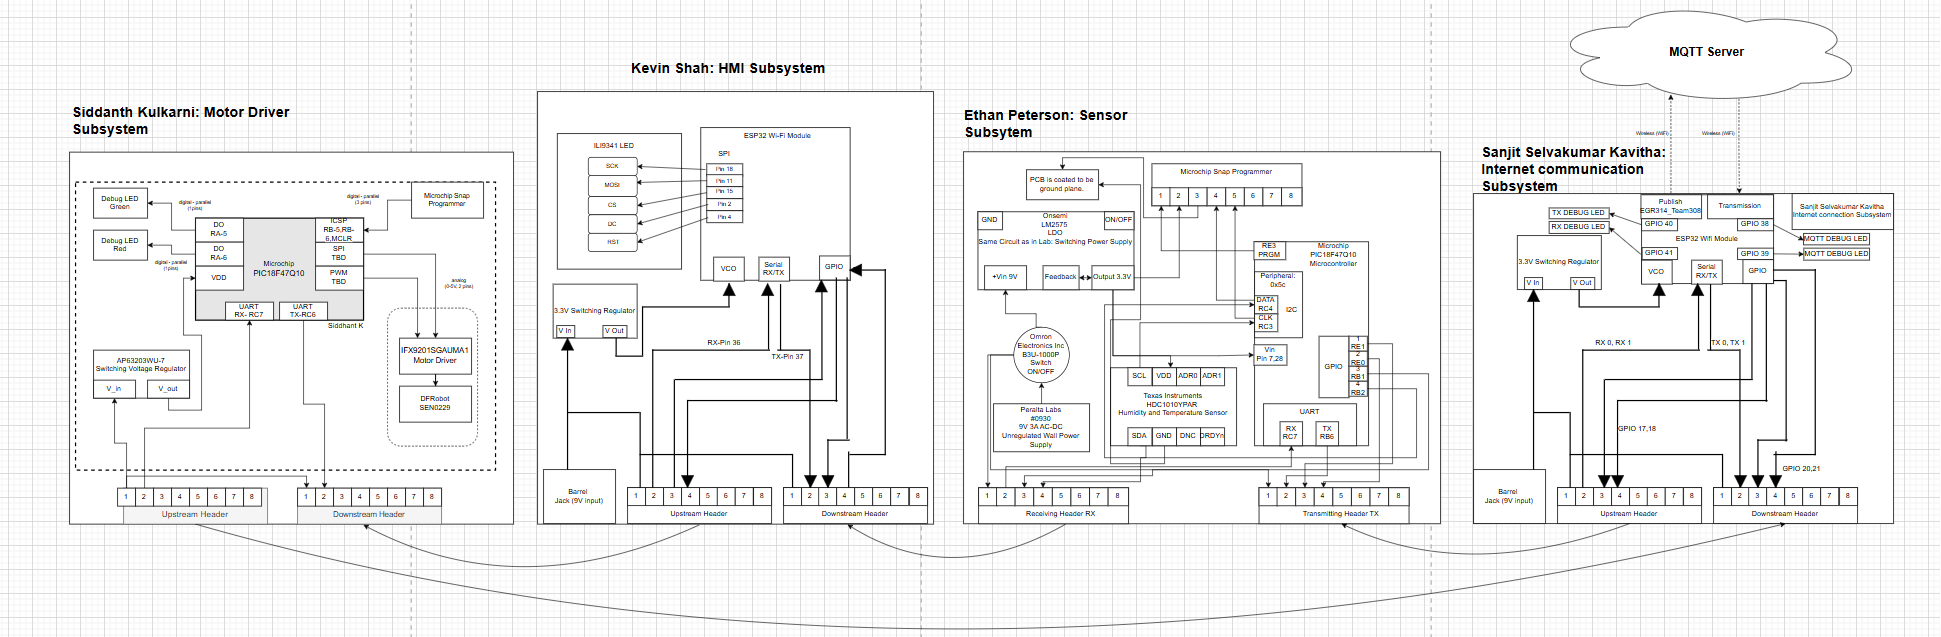 MQTT Server
Wireless (WiFi)
Wireless (WiFi)
Siddanth Kulkarni: Motor Driver
Subsystem
Debug LED
Green
digital - parallel
(1pins)
Debug LED
Red
digital - parallel
(1pins)
digital - parallel
(3 pins)
Microchip Snap
Programmer
DO
RA-5
DO
RA-6
VDD
Microchip
PIC18F47Q10
ICSP
RB-5,RB-
6,MCLR
SPI
TBD
PWM
TBD
UART
RX- RC7
UART
TX-RC6
Siddhant K
analog
(0-5V, 2 pins)
IFX9201SGAUMA1
Motor Driver
DFRobot
SEN0229
AP63203WU-7
Switching Voltage Regulator
V_in
V_out
1 2 3 4 5 6 7 8
Upstream Header
1 2 3 4 5 6 7 8
Downstream Header
Kevin Shah: HMI Subsystem
ILI9341 LED
SCK
MOSI
CS
DC
RST
ESP32 Wi-Fi Module
SPI
Pin 18
Pin 11
Pin 15
Pin 2
Pin 4
VCO
Serial
RX/TX
GPIO
3.3V Switching Regulator
V In
V Out
RX-Pin 36
TX-Pin 37
Barrel
Jack (9V input)
1 2 3 4 5 6 7 8
Upstream Header
1 2 3 4 5 6 7 8
Downstream Header
Ethan Peterson: Sensor
Subsytem
PCB is coated to be
ground plane.
Microchip Snap Programmer
1 2 3 4 5 6 7 8
GND
Onsemi
LM2575
LDO
ON/OFF
Same Circuit as in Lab: Switching Power Supply
+Vin 9V
Feedback
Output 3.3V
RE3
PRGM
Microchip
PIC18F47Q10
Microcontroller
Peripheral:
0x5c
DATA
RC4
CLK
RC3
I2C
Vin
Pin 7,28
GPIO
1
RE1
2
RE0
3
RB1
4
RB2
UART
RX
RC7
TX
RB6
Omron
Electronics Inc
B3U-1000P
Switch
ON/OFF
Peralta Labs
#0930
9V 3A AC-DC
Unregulated Wall Power
Supply
SCL
VDD
ADR0
ADR1
Texas Instruments
HDC1010YPAR
Humidity and Temperature Sensor
SDA
GND
DNC
DRDYn
1 2 3 4 5 6 7 8
Receiving Header RX
1 2 3 4 5 6 7 8
Transmitting Header TX
Sanjit Selvakumar Kavitha:
Internet communication
Subsystem
Publish
EGR314_Team308
Transmission
Sanjit Selvakumar Kavitha
Internet connection Subsystem
TX DEBUG LED
RX DEBUG LED
GPIO 40
GPIO 38
ESP32 Wifi Module
MQTT DEBUG LED
MQTT DEBUG LED
GPIO 41
GPIO 39
VCO
Serial
RX/TX
GPIO
3.3V Switching Regulator
V In
V Out
RX 0, RX 1
TX 0, TX 1
GPIO 17,18
GPIO 20,21
Barrel
Jack (9V input)
1 2 3 4 5 6 7 8
Upstream Header
1 2 3 4 5 6 7 8
Downstream Header